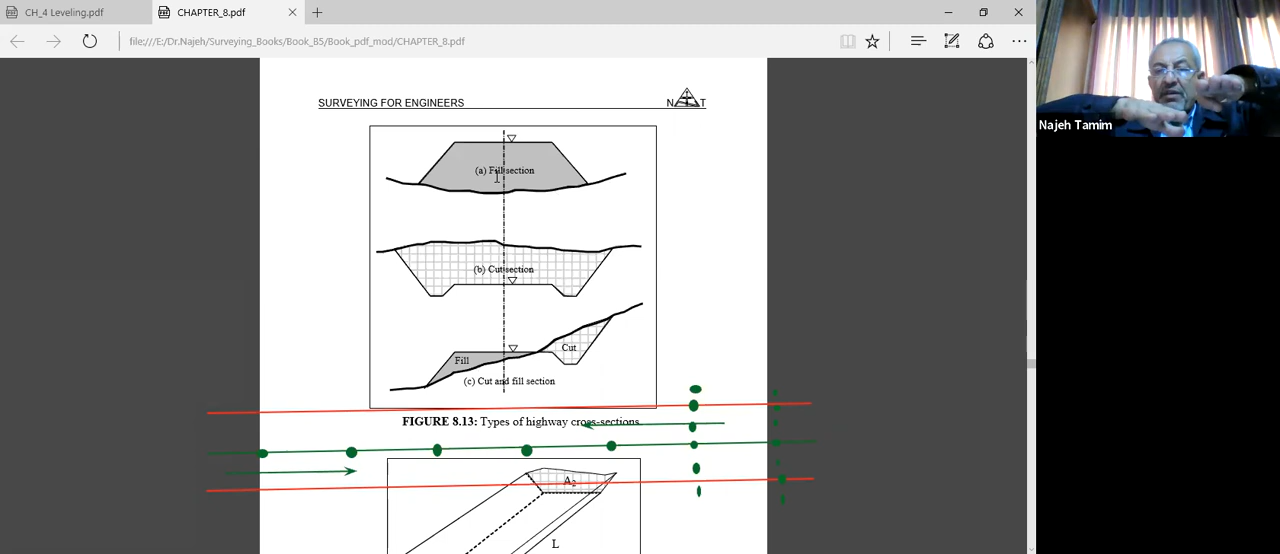 CH_4 Leveling.pdf
CHAPTER_8.pdf
file:///E:/Dr.Najeh/Surveying_Books/Book_B5/Book_pdf_mod/CHAPTER_8.pdf
SURVEYING FOR ENGINEERS
N T
(a) Fill section
(b) Cut section
Cut
Fill
(c) Cut and fill section
FIGURE 8.13: Types of highway cross-sections.
A2
L
Najeh Tamim